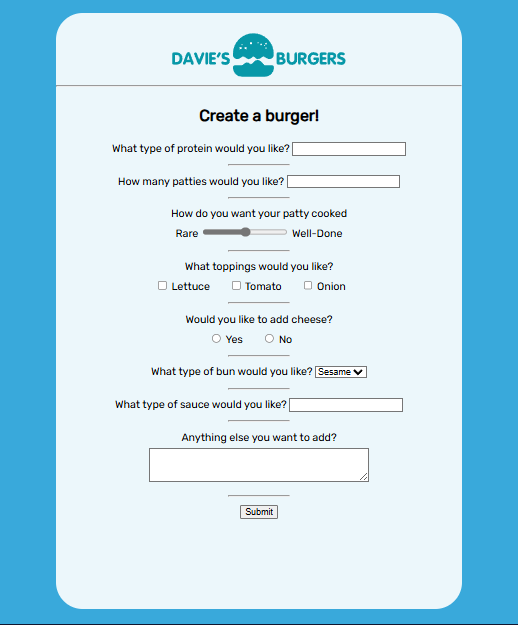 DAVIE'S BURGERS
Create a burger!
What type of protein would you like?
How many patties would you like?
How do you want your patty cooked
Rare Well-Done
What toppings would you like?
Lettuce Tomato Onion
Would you like to add cheese?
Yes No
What type of bun would you like? Sesame
What type of sauce would you like?
Anything else you want to add?
Submit